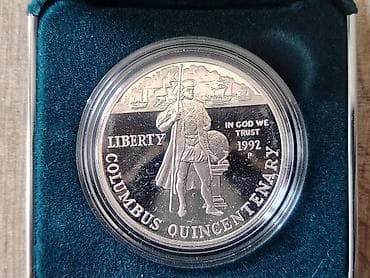 LIBERTY
IN GOD WE
TRUST
1992
P
COLUMBUS QUINCENTENARY